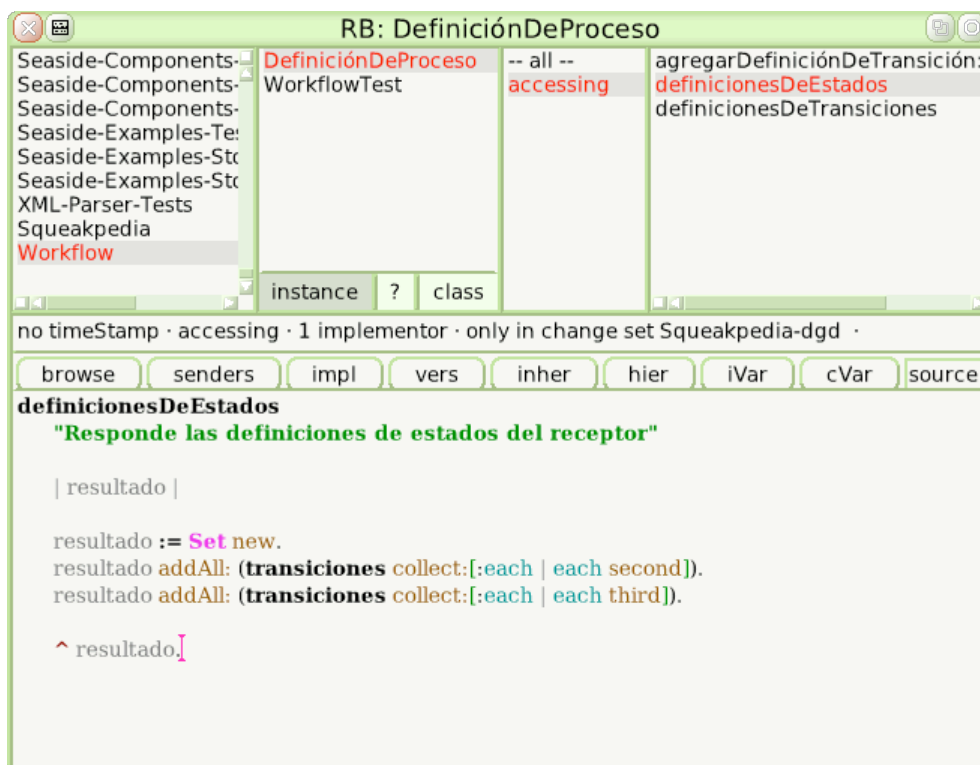 RB: DefiniciónDeProceso
Seaside-Components-
Seaside-Components-
Seaside-Components-
Seaside-Examples-Tes
Seaside-Examples-Sto
Seaside-Examples-Sto
XML-Parser-Tests
Squeakpedia
Workflow
DefiniciónDeProceso
WorkflowTest
instance ? class
-- all --
accessing
agregarDefiniciónDeTransición:
definicionesDeEstados
definicionesDeTransiciones
no timeStamp · accessing · 1 implementor · only in change set Squeakpedia-dgd ·
browse senders impl vers inher hier iVar cVar source
definicionesDeEstados
"Responde las definiciones de estados del receptor"
| resultado |
resultado := Set new.
resultado addAll: (transiciones collect:[:each | each second]).
resultado addAll: (transiciones collect:[:each | each third]).
^ resultado.